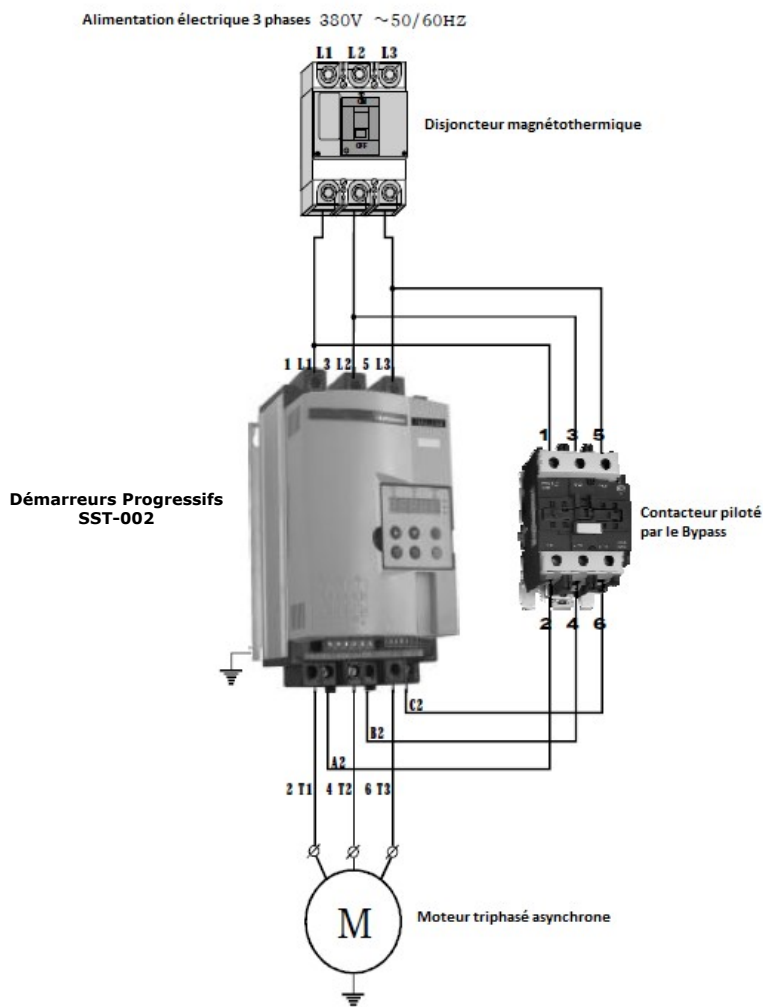 Alimentation électrique 3 phases 380V ~50/60HZ
L1 L2 L3
ON
OFF
Disjoncteur magnétothermique
1 L1 3 L2 5 L3
1 3 5
Démarreurs Progressifs
SST-002
Contacteur piloté
par le Bypass
2 4 6
C2
B2
A2
2 T1 4 T2 6 T3
M
Moteur triphasé asynchrone